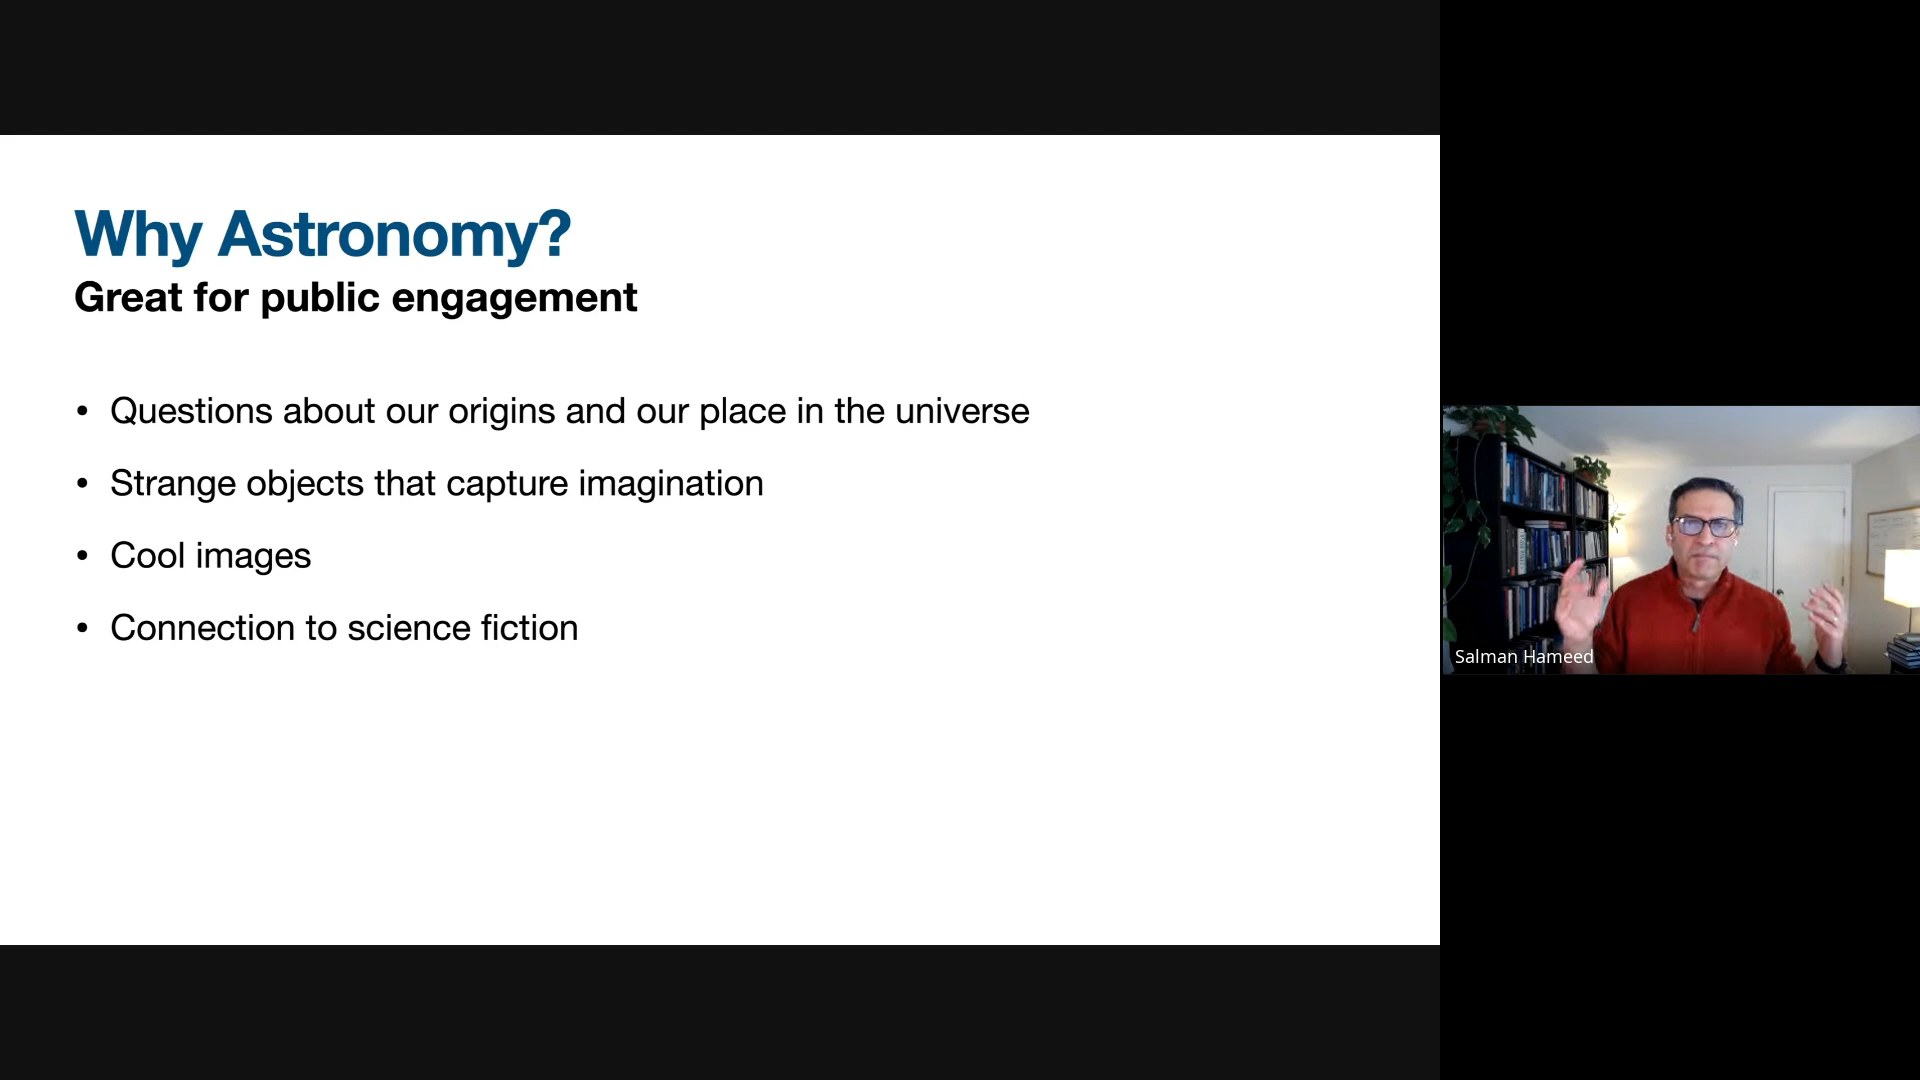 Why Astronomy?
Great for public engagement
• Questions about our origins and our place in the universe
• Strange objects that capture imagination
• Cool images
• Connection to science fiction
Salman Hameed